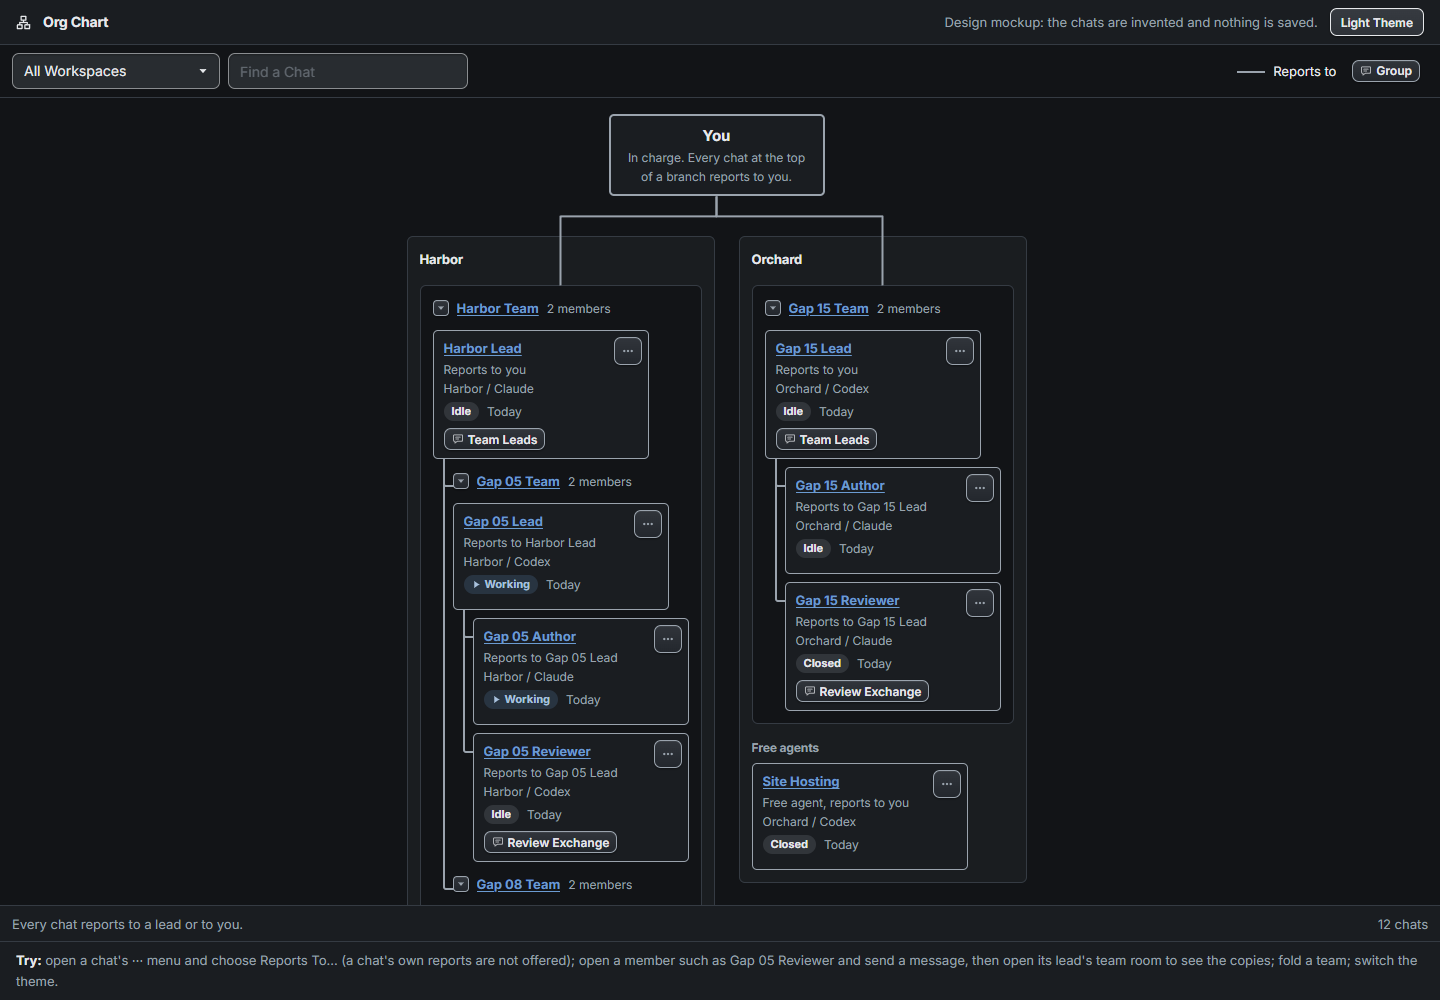 Org Chart
Design mockup: the chats are invented and nothing is saved.
Light Theme
All Workspaces
Find a Chat
Reports to
Group
You
In charge. Every chat at the top
of a branch reports to you.
Harbor
Harbor Team 2 members
Harbor Lead
Reports to you
Harbor / Claude
Idle Today
Team Leads
Gap 05 Team 2 members
Gap 05 Lead
Reports to Harbor Lead
Harbor / Codex
Working Today
Gap 05 Author
Reports to Gap 05 Lead
Harbor / Claude
Working Today
Gap 05 Reviewer
Reports to Gap 05 Lead
Harbor / Codex
Idle Today
Review Exchange
Gap 08 Team 2 members
Orchard
Gap 15 Team 2 members
Gap 15 Lead
Reports to you
Orchard / Codex
Idle Today
Team Leads
Gap 15 Author
Reports to Gap 15 Lead
Orchard / Claude
Idle Today
Gap 15 Reviewer
Reports to Gap 15 Lead
Orchard / Claude
Closed Today
Review Exchange
Free agents
Site Hosting
Free agent, reports to you
Orchard / Codex
Closed Today
Every chat reports to a lead or to you.
12 chats
Try: open a chat's ··· menu and choose Reports To... (a chat's own reports are not offered); open a member such as Gap 05 Reviewer and send a message, then open its lead's team room to see the copies; fold a team; switch the
theme.